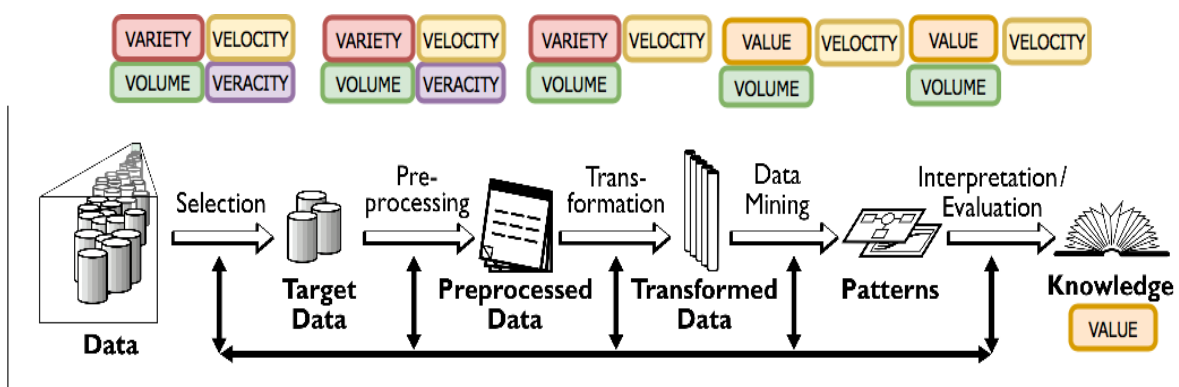 VARIETY VELOCITY VARIETY VELOCITY VARIETY VELOCITY VALUE VELOCITY VALUE VELOCITY
VOLUME VERACITY VOLUME VERACITY VOLUME VOLUME VOLUME
Selection
Pre-
processing
Trans-
formation
Data
Mining
Interpretation/
Evaluation
Data
Target
Data
Preprocessed
Data
Transformed
Data
Patterns
Knowledge
VALUE